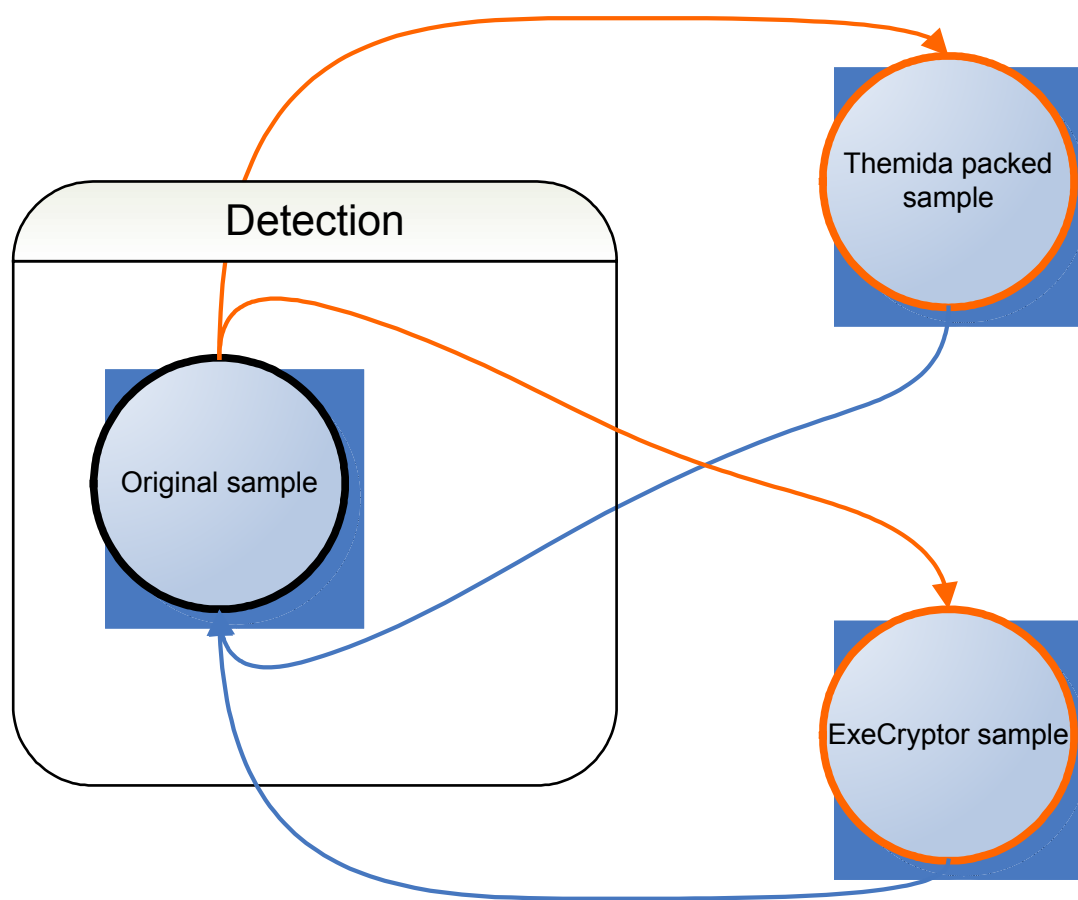 Themida packed
sample
Detection
Original sample
ExeCryptor sample